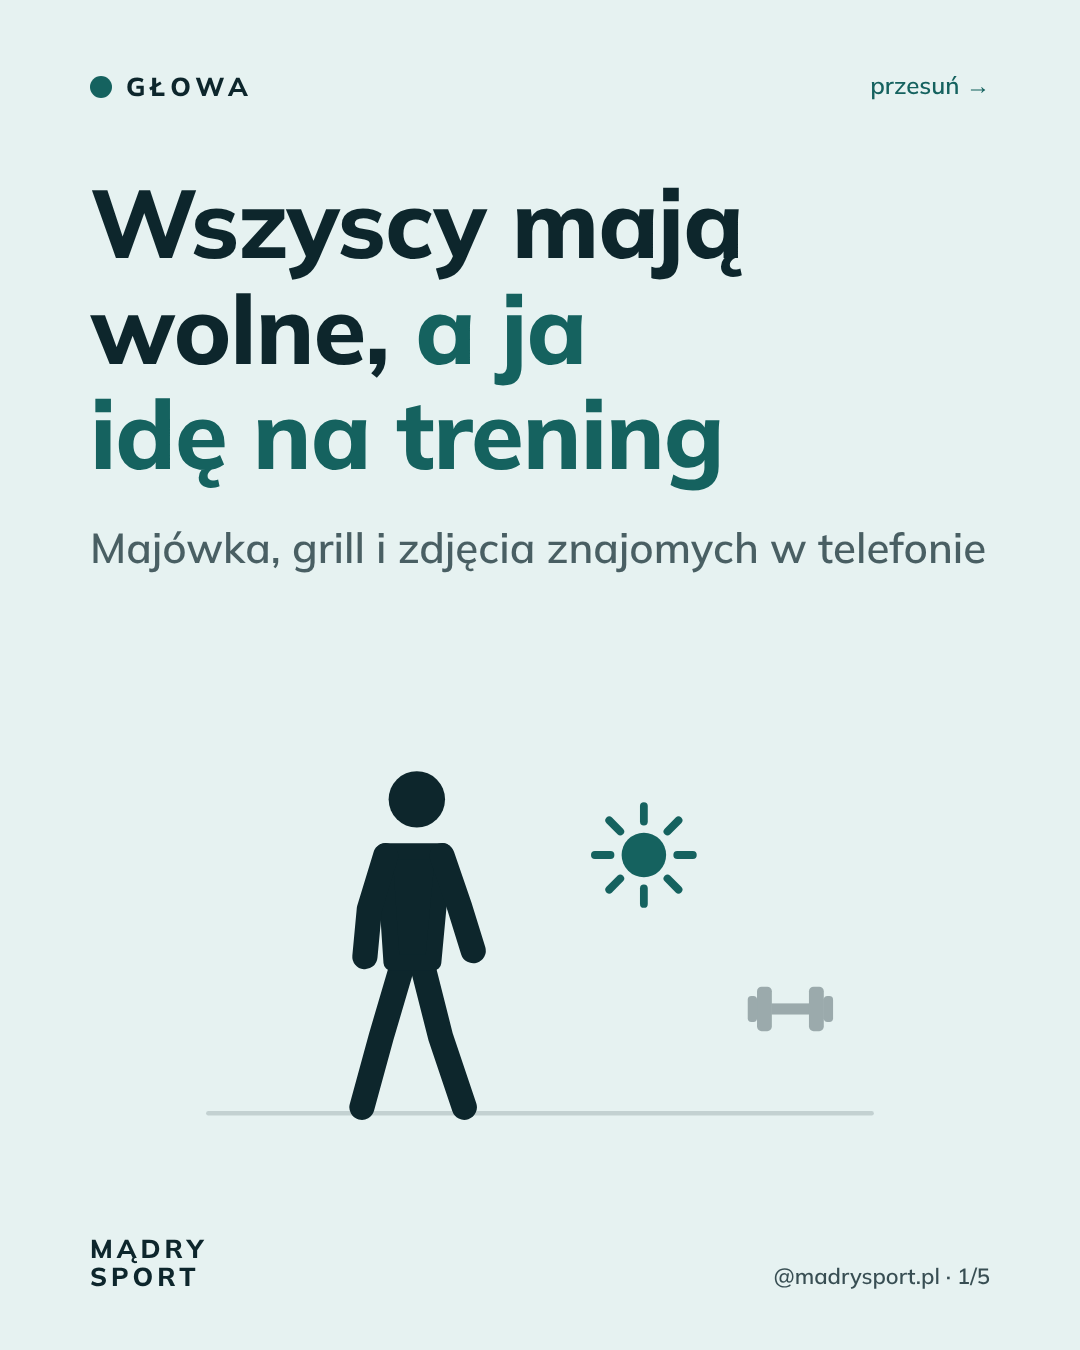 GŁOWA
przesuń →
Wszyscy mają
wolne, a ja
idę na trening
Majówka, grill i zdjęcia znajomych w telefonie
MĄDRY
SPORT
@madrysport.pl · 1/5